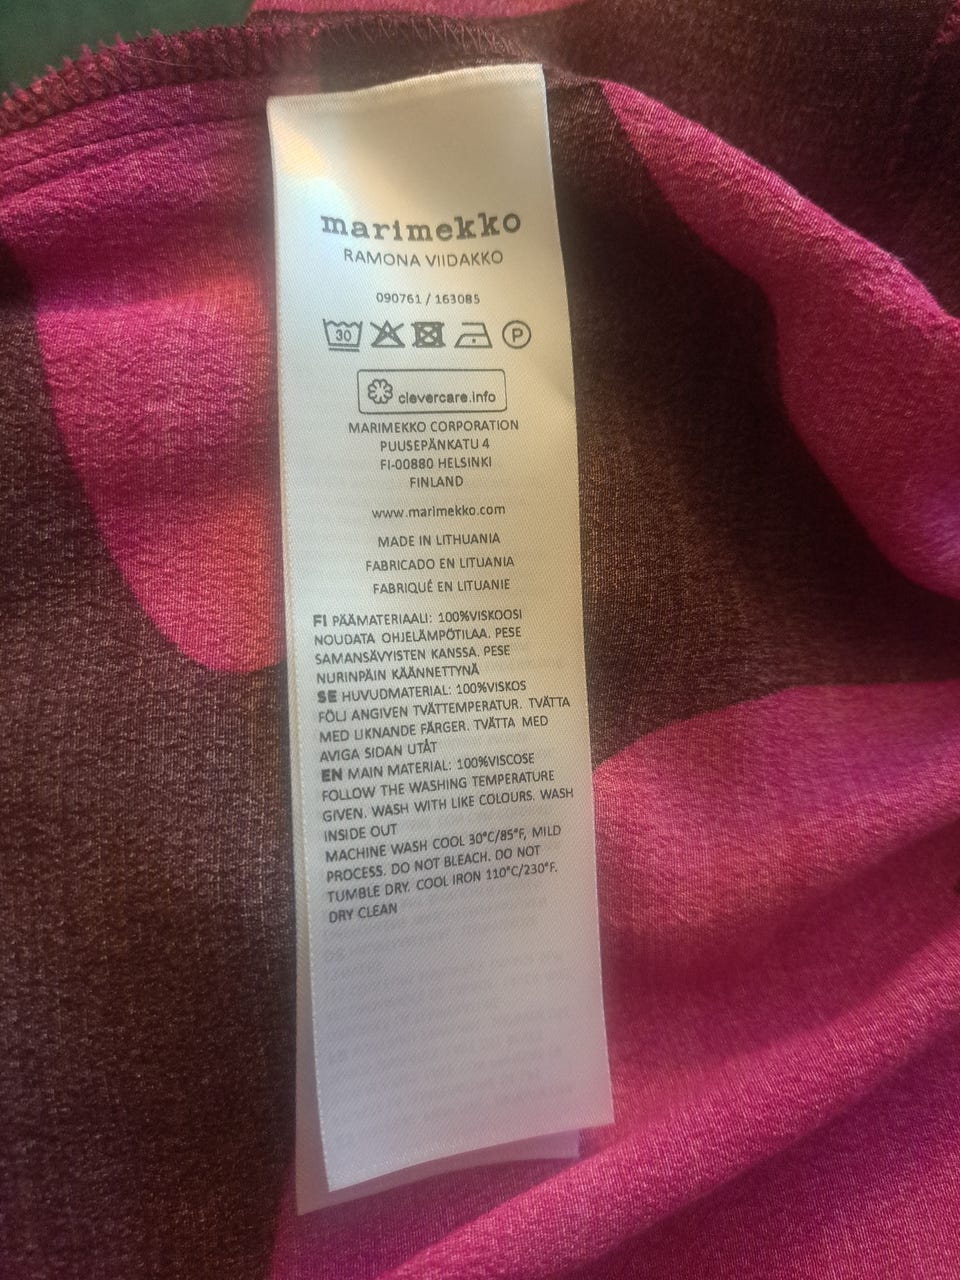 marimekko
RAMONA VIIDAKKO
090761 / 163085
30 P
clevercare.info
MARIMEKKO CORPORATION
PUUSEPÄNKATU 4
FI-00880 HELSINKI
FINLAND
www.marimekko.com
MADE IN LITHUANIA
FABRICADO EN LITUANIA
FABRIQUÉ EN LITUANIE
FI PÄÄMATERIAALI: 100%VISKOOSI
NOUDATA OHJELÄMPÖTILAA. PESE
SAMANSÄVYISTEN KANSSA. PESE
NURINPÄIN KÄÄNNETTYNÄ
SE HUVUDMATERIAL: 100%VISKOS
FÖLJ ANGIVEN TVÄTTEMPERATUR. TVÄTTA
MED LIKNANDE FÄRGER. TVÄTTA MED
AVIGA SIDAN UTÅT
EN MAIN MATERIAL: 100%VISCOSE
FOLLOW THE WASHING TEMPERATURE
GIVEN. WASH WITH LIKE COLOURS. WASH
INSIDE OUT
MACHINE WASH COOL 30°C/85°F, MILD
PROCESS. DO NOT BLEACH. DO NOT
TUMBLE DRY. COOL IRON 110°C/230°F.
DRY CLEAN